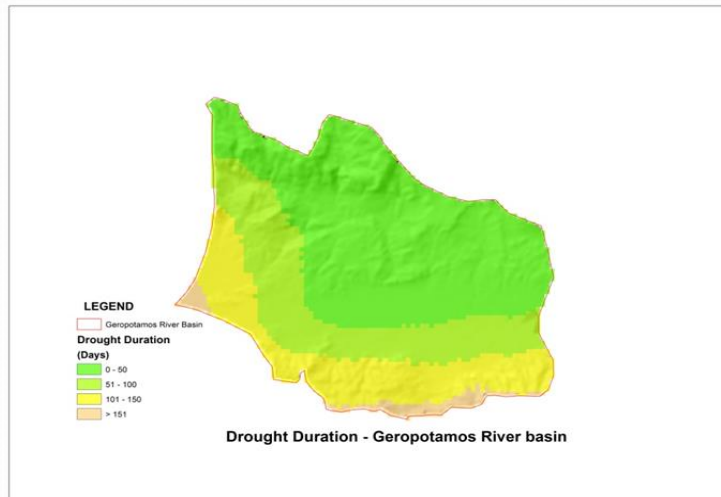 LEGEND
Geropotamos River Basin
Drought Duration
(Days)
0 - 50
51 - 100
101 - 150
> 151
Drought Duration - Geropotamos River basin